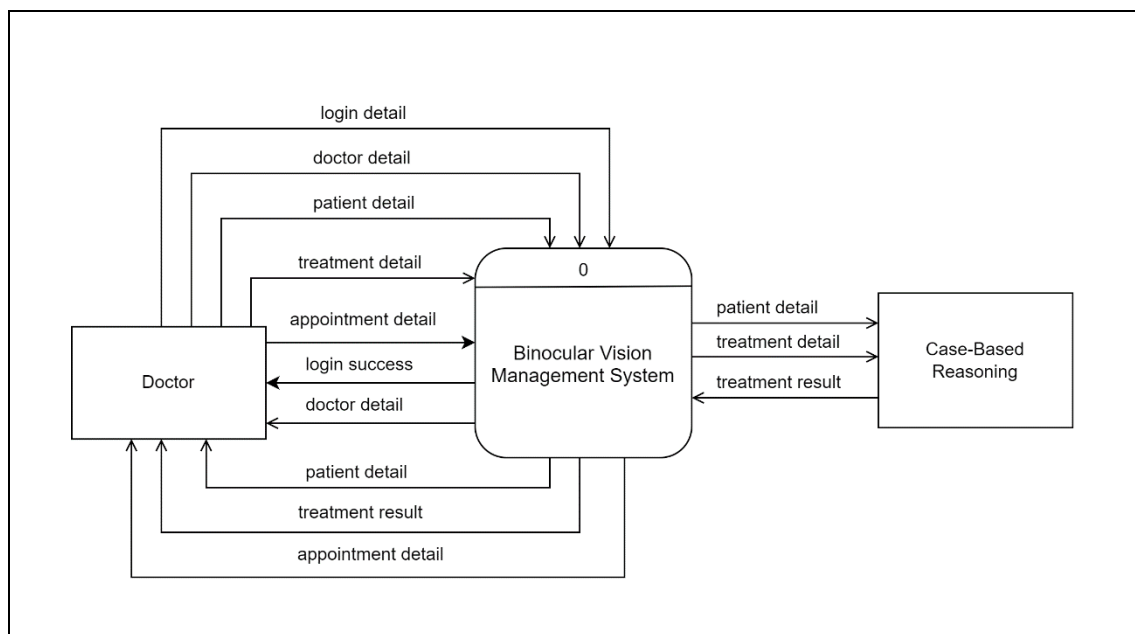 login detail
doctor detail
patient detail
treatment detail
appointment detail
login success
doctor detail
patient detail
treatment result
appointment detail
Doctor
0
Binocular Vision
Management System
patient detail
treatment detail
treatment result
Case-Based
Reasoning